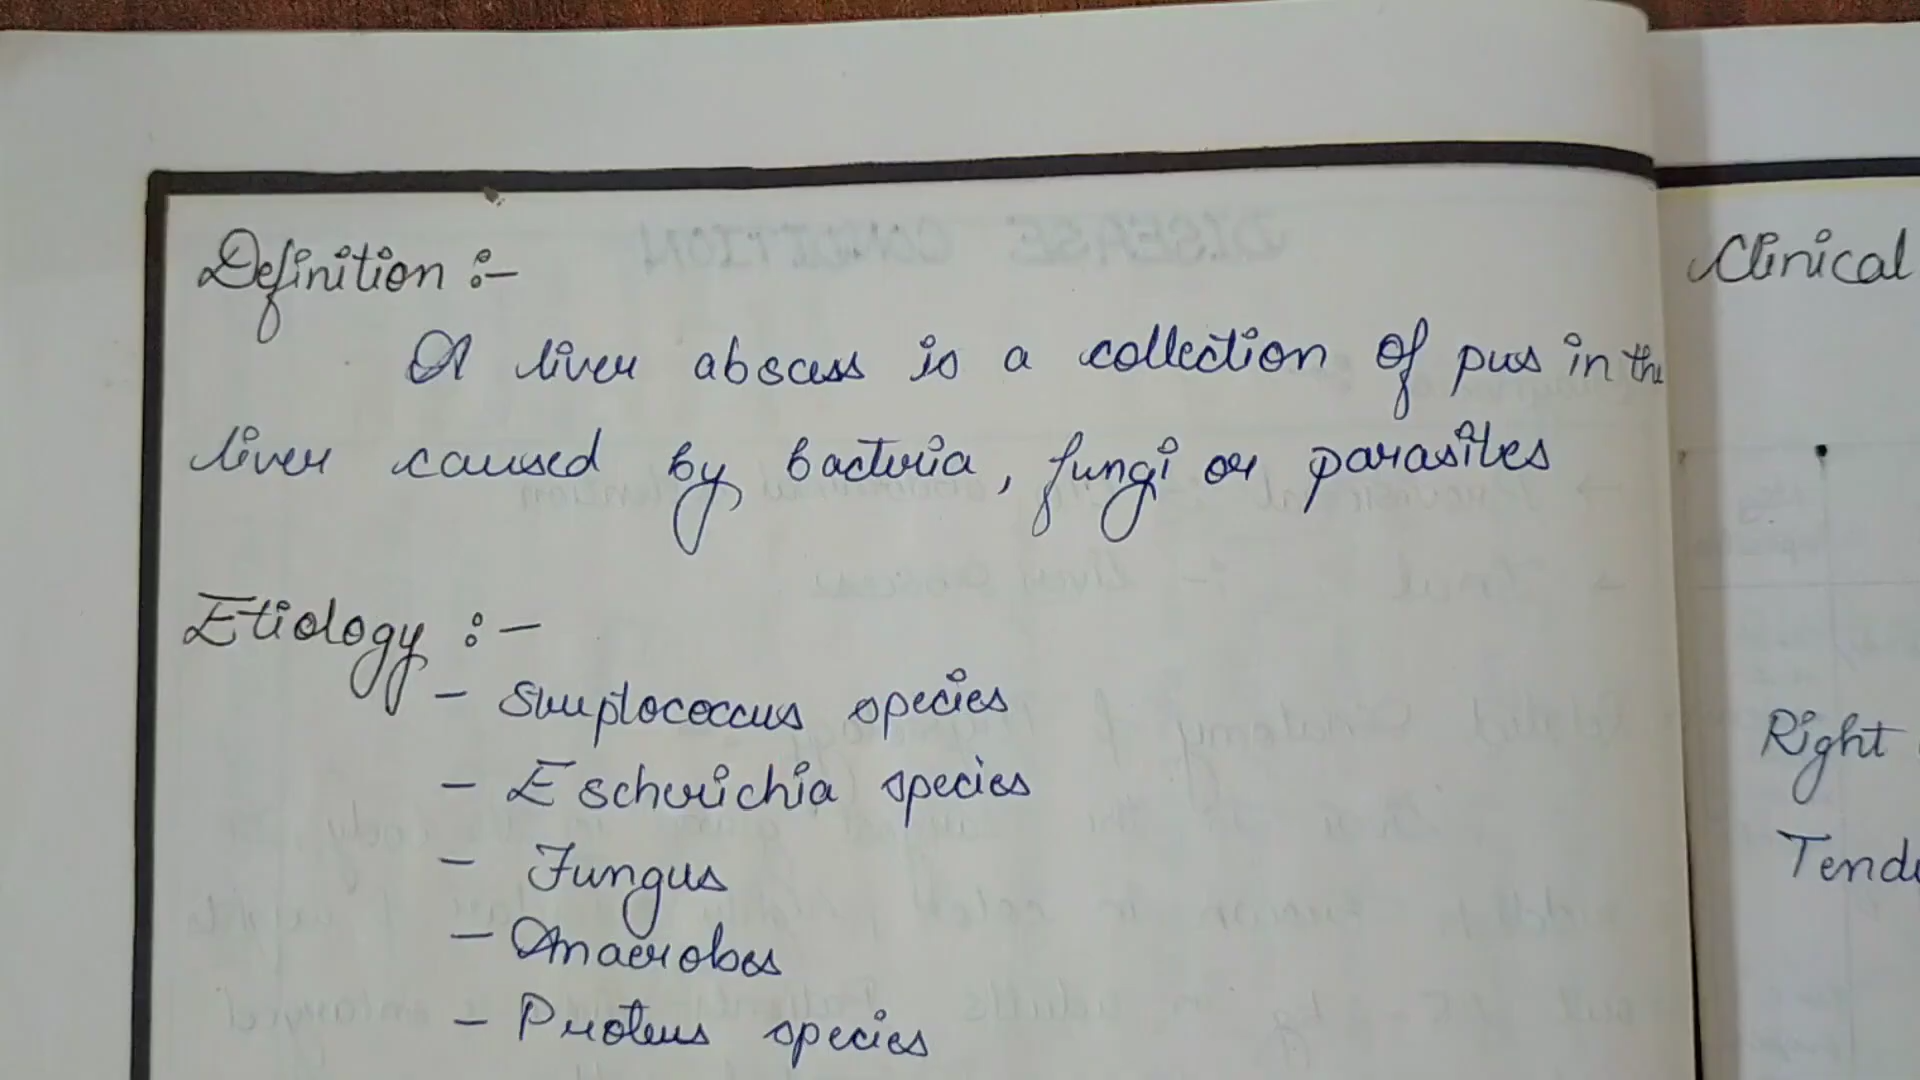 Definition :-
A liver abscess is a collection of pus in the
liver caused by bacteria, fungi or parasites
Etiology :-
- Streptococcus species
- Escherichia species
- Fungus
- Anaerobes
- Proteus species
Clinical
Right